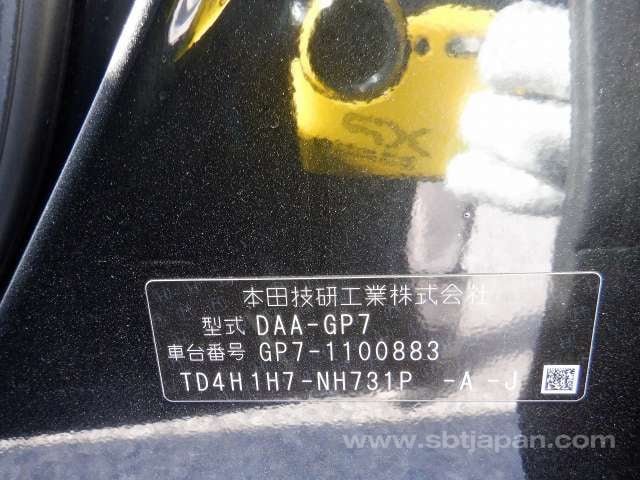 本田技研工業株式会社
型式 DAA-GP7
車台番号 GP7-1100883
TD4H1H7-NH731P -A -J
www.sbtjapan.com